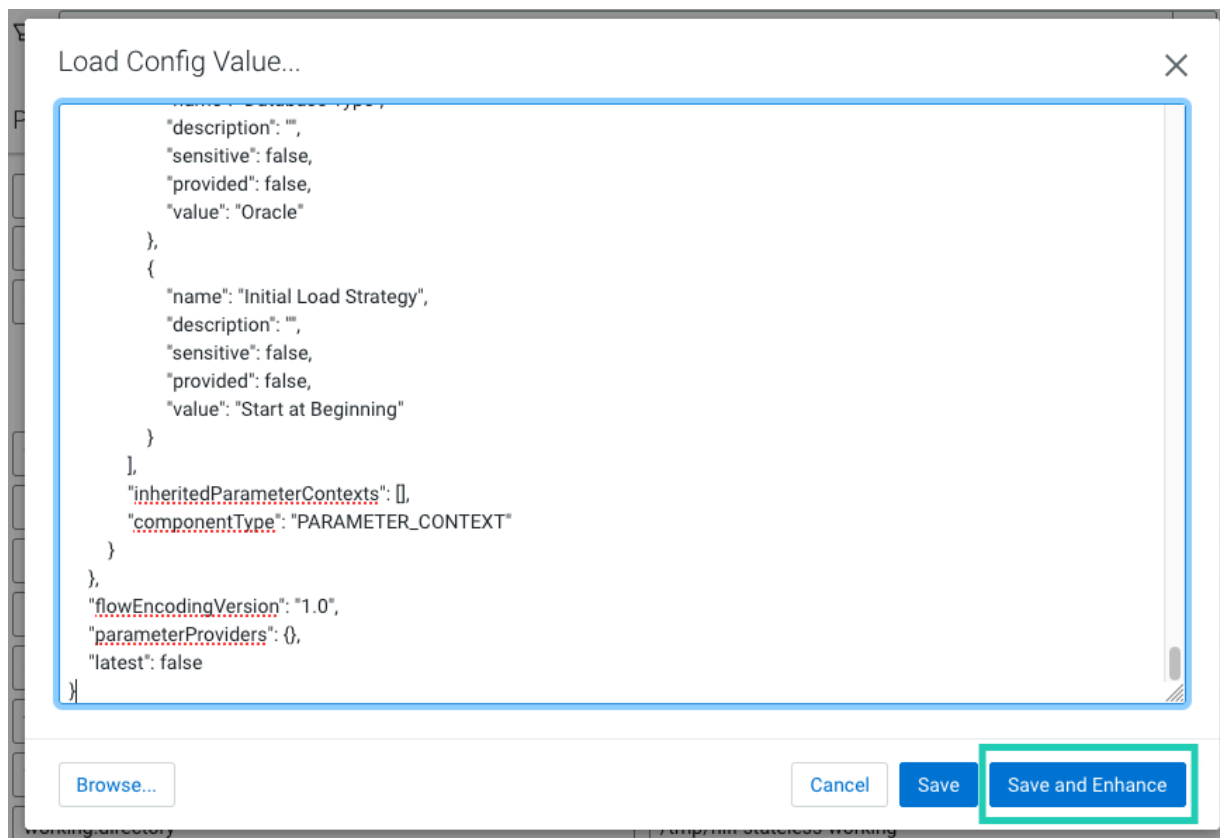 Load Config Value...
"description": "",
"sensitive": false,
"provided": false,
"value": "Oracle"
},
{
"name": "Initial Load Strategy",
"description": "",
"sensitive": false,
"provided": false,
"value": "Start at Beginning"
}
],
"inheritedParameterContexts": [],
"componentType": "PARAMETER_CONTEXT"
}
},
"flowEncodingVersion": "1.0",
"parameterProviders": {},
"latest": false
}
Browse...
Cancel
Save
Save and Enhance